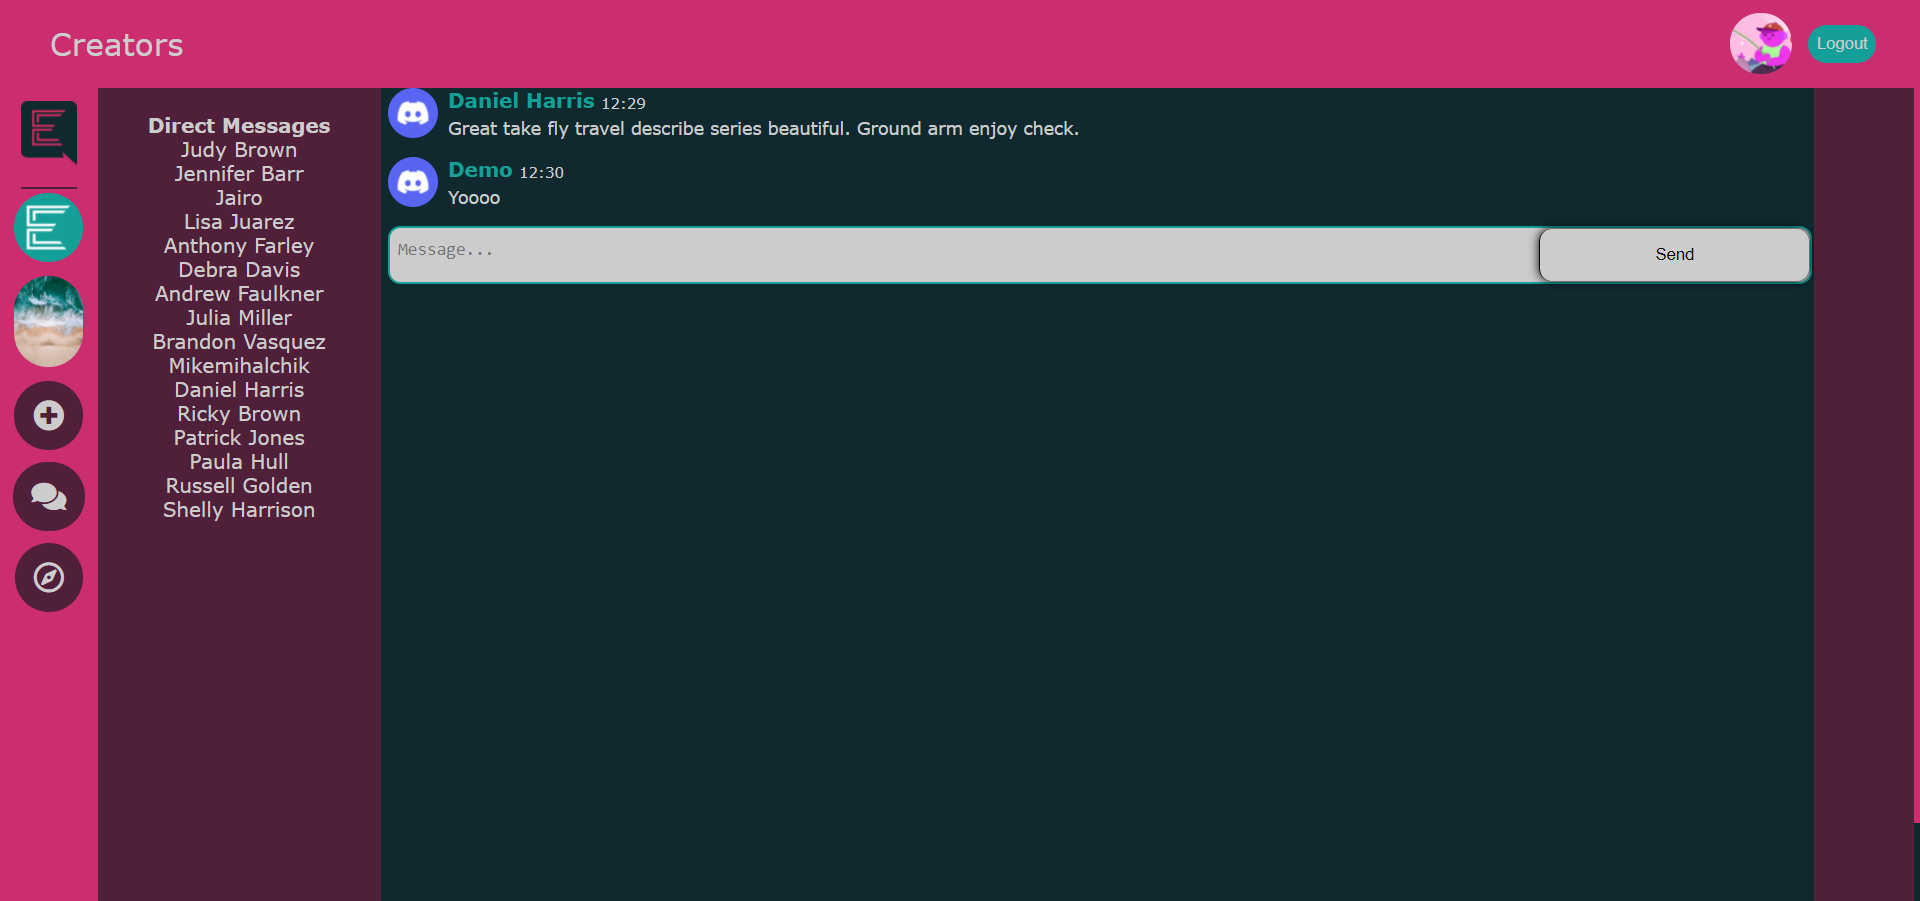 Creators
Logout
Direct Messages
Judy Brown
Jennifer Barr
Jairo
Lisa Juarez
Anthony Farley
Debra Davis
Andrew Faulkner
Julia Miller
Brandon Vasquez
Mikemihalchik
Daniel Harris
Ricky Brown
Patrick Jones
Paula Hull
Russell Golden
Shelly Harrison
Daniel Harris 12:29
Great take fly travel describe series beautiful. Ground arm enjoy check.
Demo 12:30
Yoooo
Message...
Send